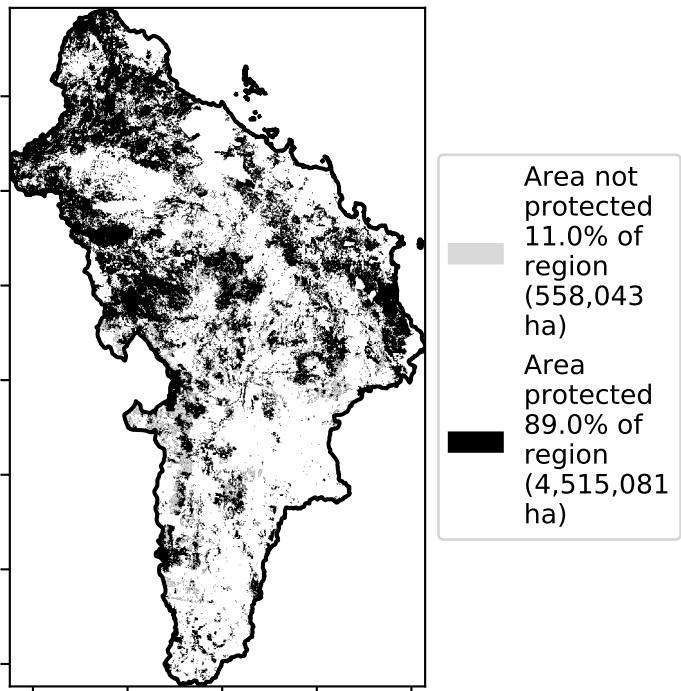 Area not
protected
11.0% of
region
(558,043
ha)
Area
protected
89.0% of
region
(4,515,081
ha)